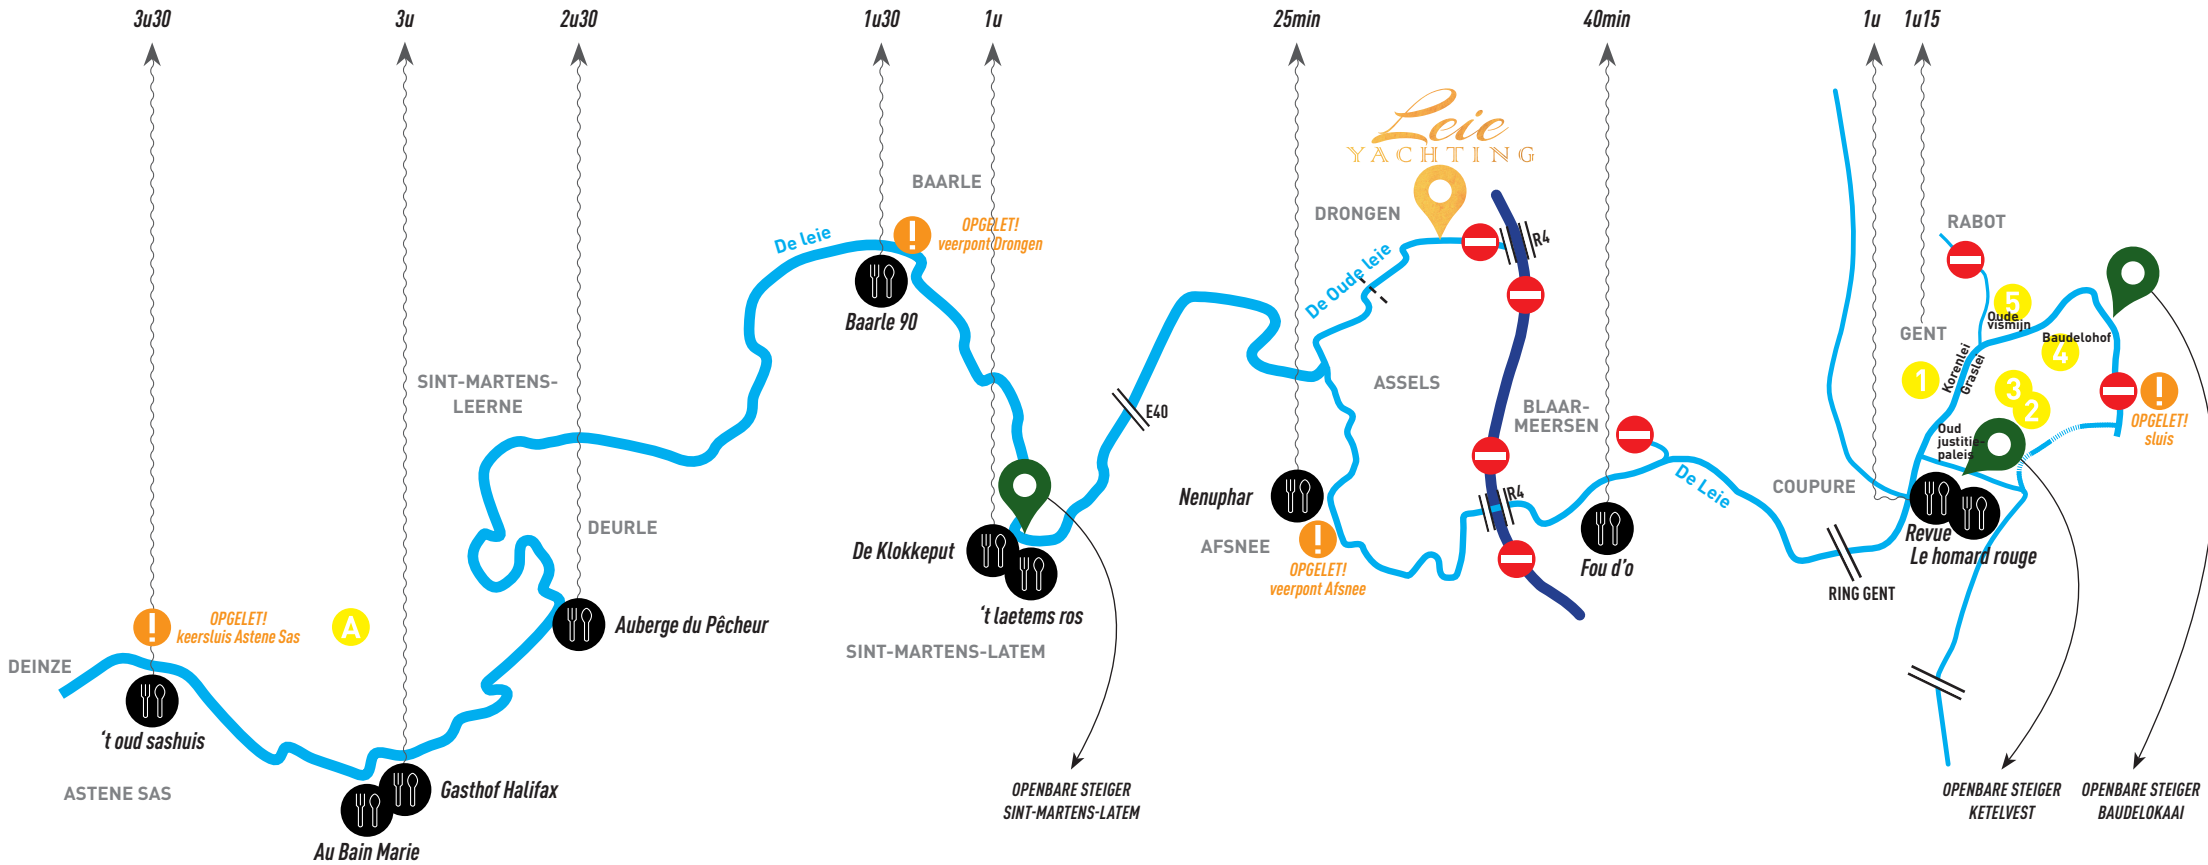 3u30
3u
2u30
1u30
1u
25min
40min
1u
1u15
Leie
YACHTING
BAARLE
DRONGEN
RABOT
OPGELET!
veerpont Drongen
De leie
R4
De Oude leie
Baarle 90
GENT
5
Oude
vismijn
Baudelohof
4
Korenlei
Graslei
1
3
2
SINT-MARTENS-
LEERNE
ASSELS
E40
BLAAR-
MEERSEN
OPGELET!
sluis
Oud
justitie-
paleis
De Leie
COUPURE
R4
Nenuphar
DEURLE
De Klokkeput
AFSNEE
OPGELET!
veerpont Afsnee
Fou d'o
Revue
Le homard rouge
RING GENT
't laetems ros
OPGELET!
keersluis Astene Sas
A
Auberge du Pêcheur
SINT-MARTENS-LATEM
DEINZE
't oud sashuis
ASTENE SAS
Gasthof Halifax
Au Bain Marie
OPENBARE STEIGER
SINT-MARTENS-LATEM
OPENBARE STEIGER
KETELVEST
OPENBARE STEIGER
BAUDELOKAAI